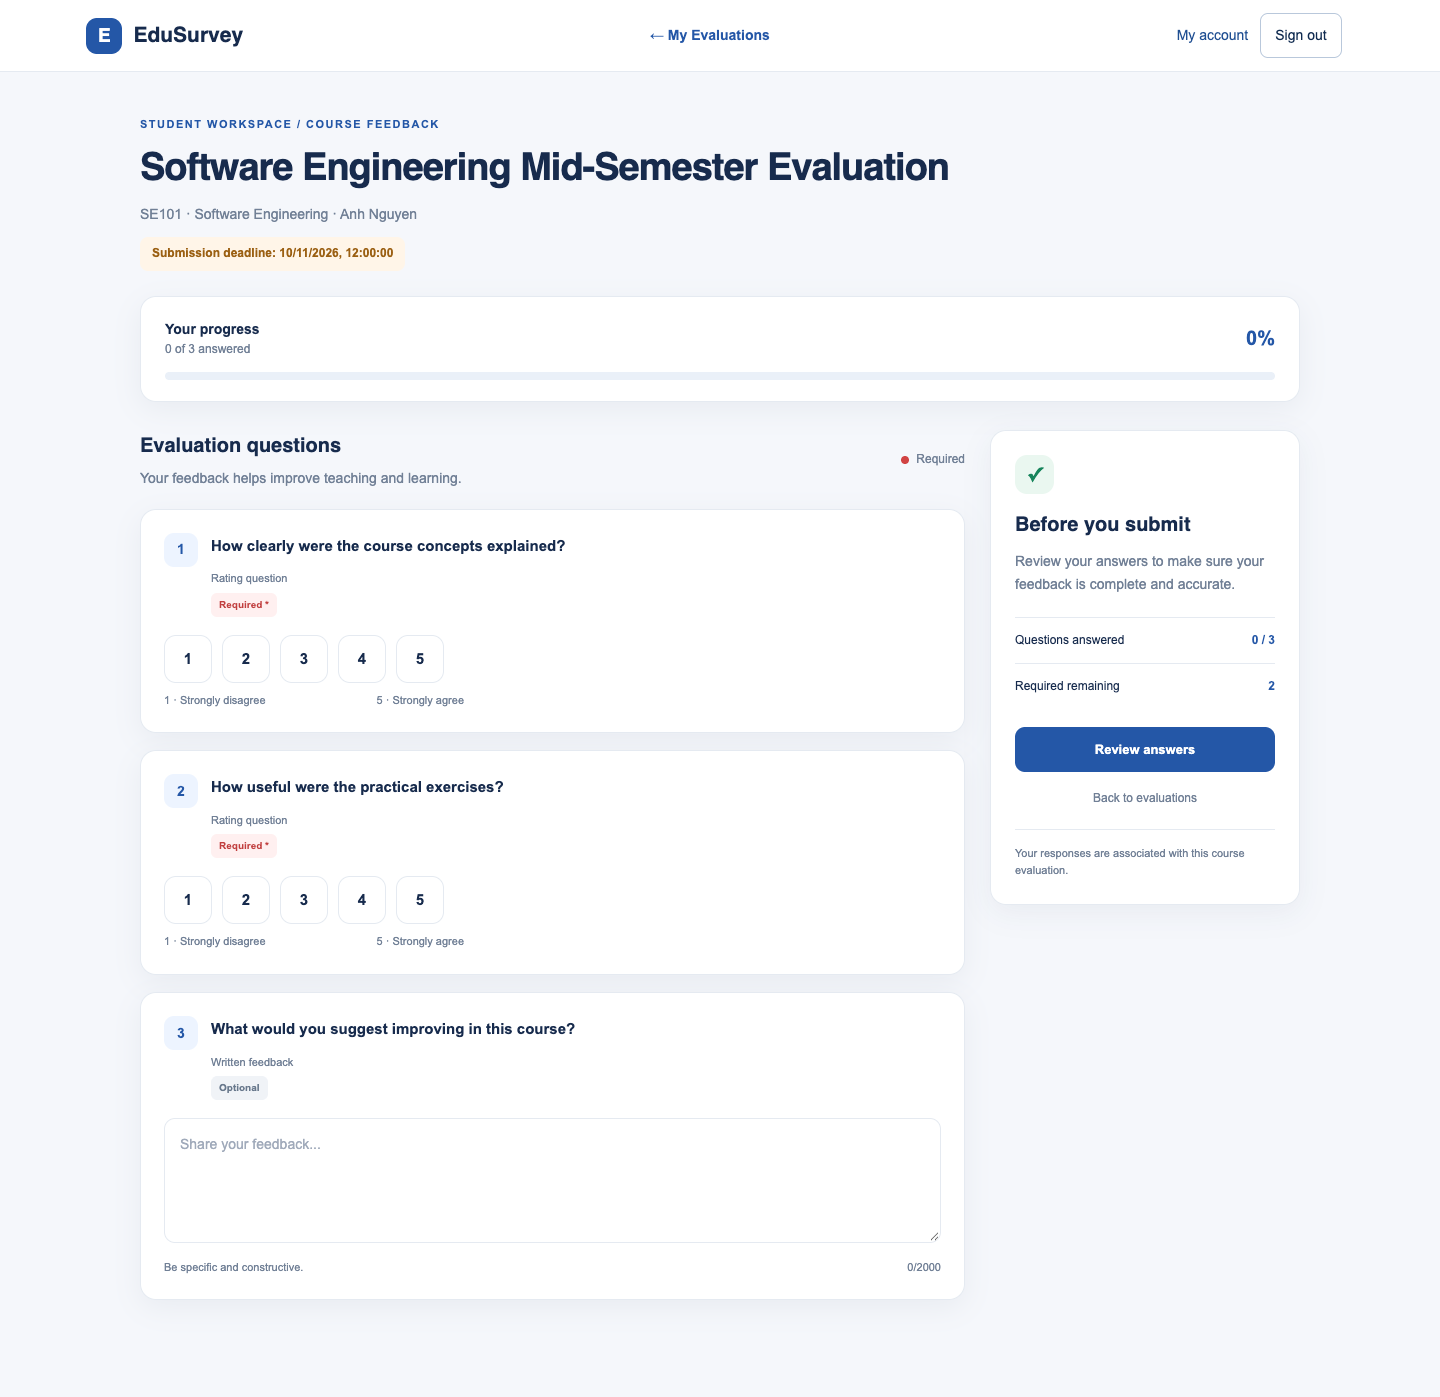 E EduSurvey
← My Evaluations
My account
Sign out
STUDENT WORKSPACE / COURSE FEEDBACK
Software Engineering Mid-Semester Evaluation
SE101 · Software Engineering · Anh Nguyen
Submission deadline: 10/11/2026, 12:00:00
Your progress
0 of 3 answered
0%
Evaluation questions
Your feedback helps improve teaching and learning.
Required
1 How clearly were the course concepts explained?
Rating question
Required *
1 2 3 4 5
1 · Strongly disagree 5 · Strongly agree
2 How useful were the practical exercises?
Rating question
Required *
1 2 3 4 5
1 · Strongly disagree 5 · Strongly agree
3 What would you suggest improving in this course?
Written feedback
Optional
Share your feedback...
Be specific and constructive. 0/2000
Before you submit
Review your answers to make sure your
feedback is complete and accurate.
Questions answered 0 / 3
Required remaining 2
Review answers
Back to evaluations
Your responses are associated with this course
evaluation.